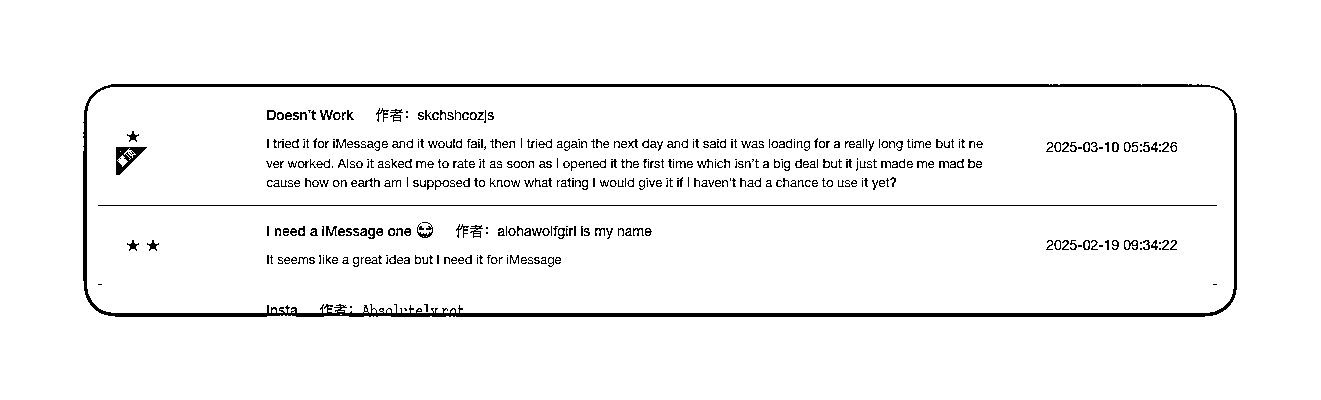 Doesn't Work 作者： skchshcozjs
I tried it for iMessage and it would fail, then I tried again the next day and it said it was loading for a really long time but it ne
ver worked. Also it asked me to rate it as soon as I opened it the first time which isn't a big deal but it just made me mad be
cause how on earth am I supposed to know what rating I would give it if I haven't had a chance to use it yet?
2025-03-10 05:54:26
I need a iMessage one 作者： alohawolfgirl is my name
It seems like a great idea but I need it for iMessage
2025-02-19 09:34:22
Insta 作者： Absolutely not